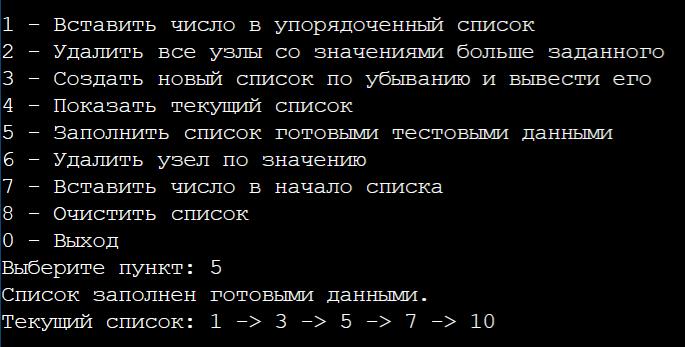 1 - Вставить число в упорядоченный список
2 - Удалить все узлы со значениями больше заданного
3 - Создать новый список по убыванию и вывести его
4 - Показать текущий список
5 - Заполнить список готовыми тестовыми данными
6 - Удалить узел по значению
7 - Вставить число в начало списка
8 - Очистить список
0 - Выход
Выберите пункт: 5
Список заполнен готовыми данными.
Текущий список: 1 -> 3 -> 5 -> 7 -> 10